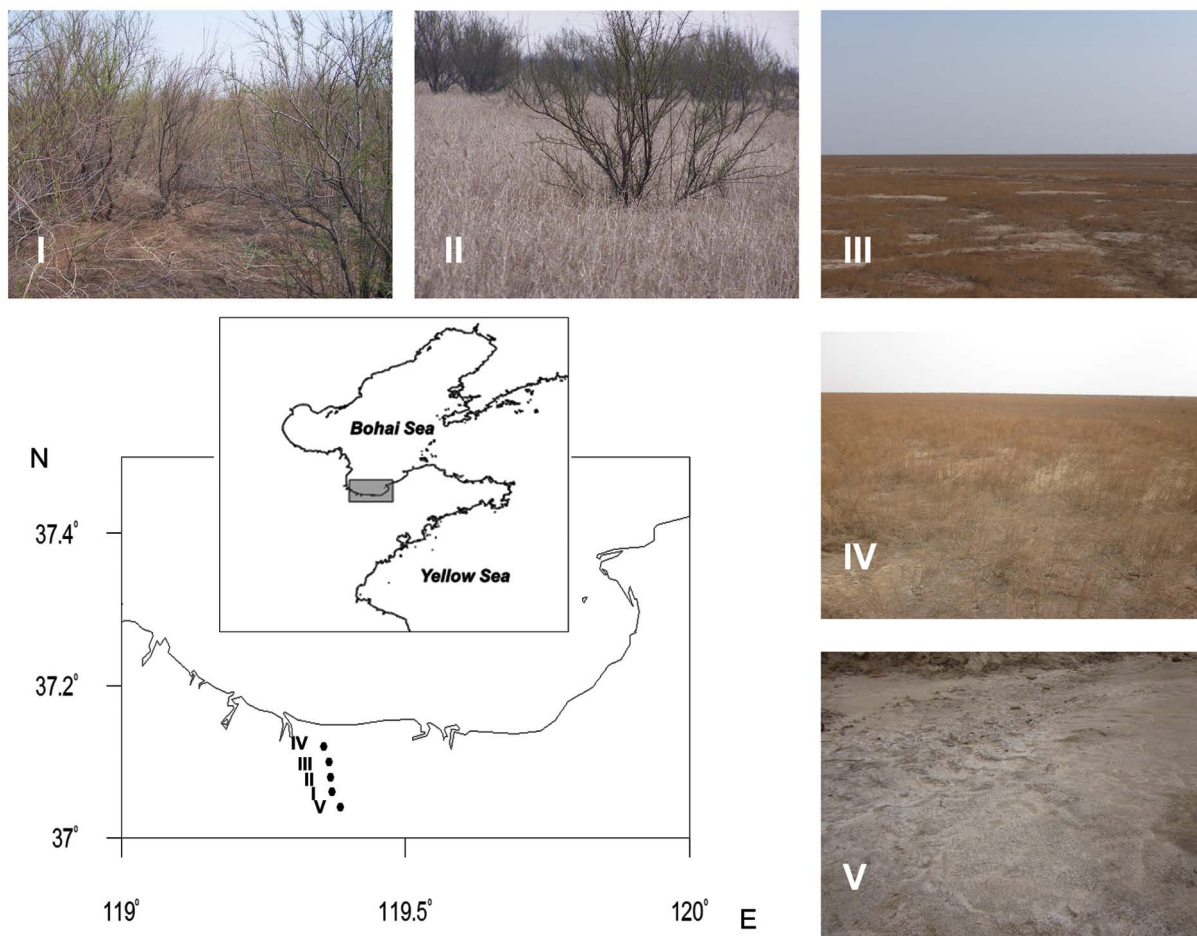 I
II
III
Bohai Sea
Yellow Sea
N
37.4°
37.2°
37°
IV
III
II
I
V
119°
119.5°
120°
E
IV
V